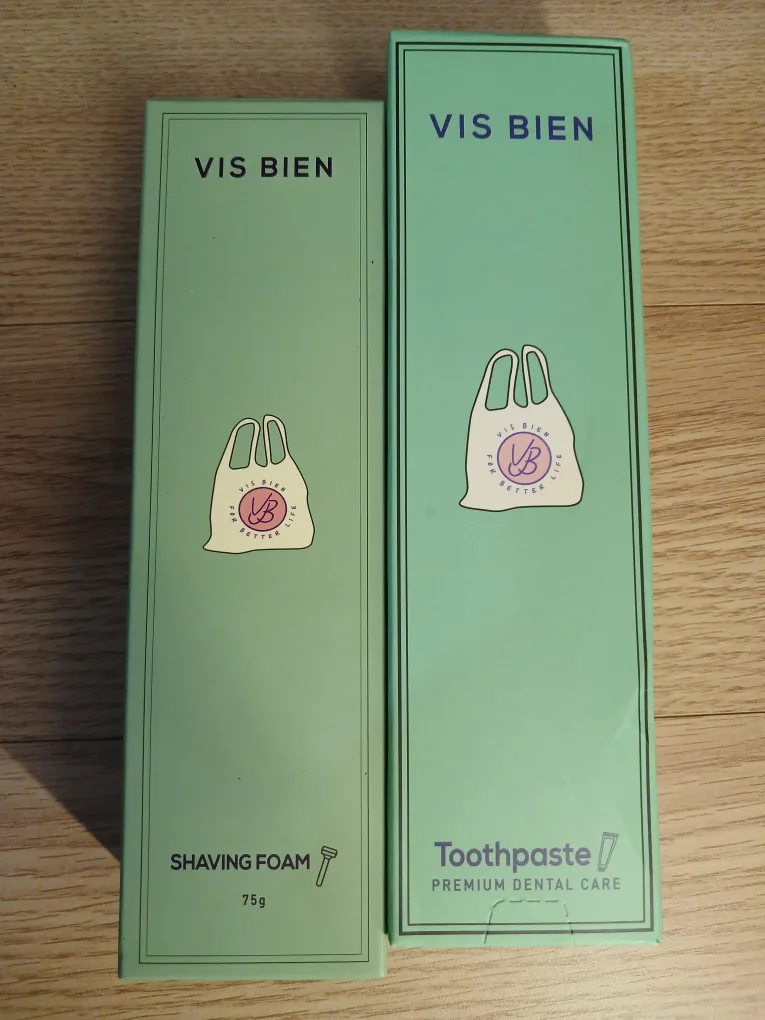 VIS BIEN
VIS BIEN
FOR BETTER LIFE
VB
SHAVING FOAM
75g
VIS BIEN
VIS BIEN
FOR BETTER LIFE
VB
Toothpaste
PREMIUM DENTAL CARE